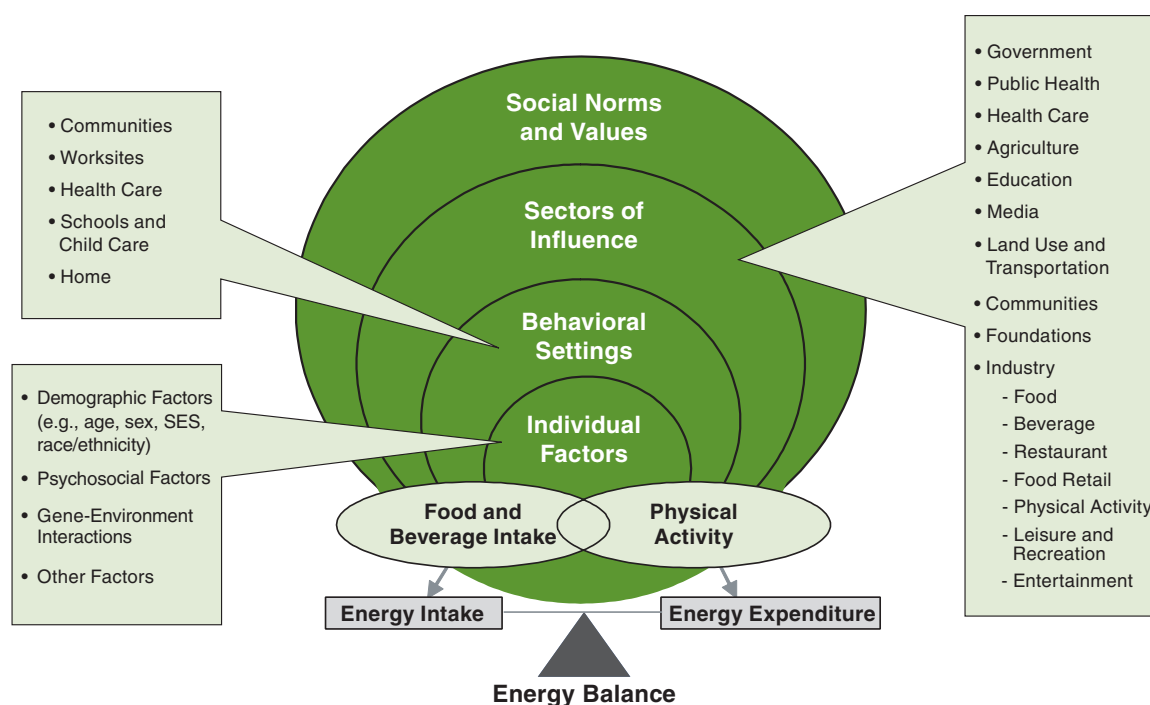 Social Norms
and Values
Sectors of
Influence
Behavioral
Settings
Individual
Factors
• Communities
• Worksites
• Health Care
• Schools and
Child Care
• Home
• Demographic Factors
(e.g., age, sex, SES,
race/ethnicity)
• Psychosocial Factors
• Gene-Environment
Interactions
• Other Factors
• Government
• Public Health
• Health Care
• Agriculture
• Education
• Media
• Land Use and
Transportation
• Communities
• Foundations
• Industry
- Food
- Beverage
- Restaurant
- Food Retail
- Physical Activity
- Leisure and
Recreation
- Entertainment
Food and
Beverage Intake
Physical
Activity
Energy Intake
Energy Expenditure
Energy Balance